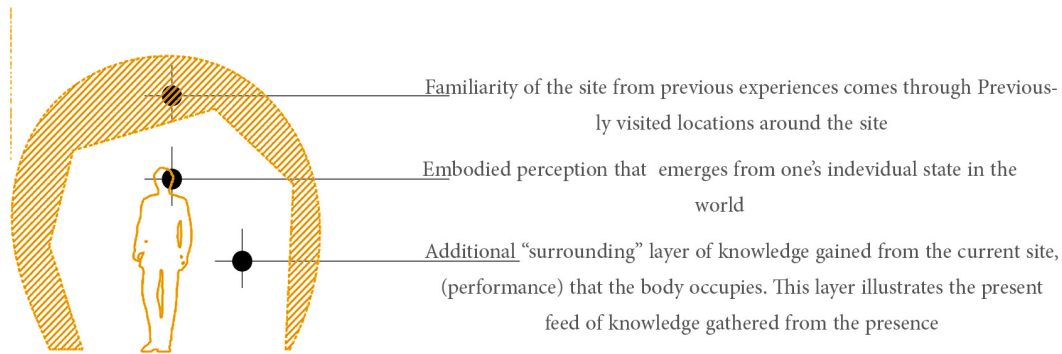 Familiarity of the site from previous experiences comes through Previous-
ly visited locations around the site
Embodied perception that  emerges from one's indevidual state in the
world
Additional “surrounding” layer of knowledge gained from the current site,
(performance) that the body occupies. This layer illustrates the present
feed of knowledge gathered from the presence